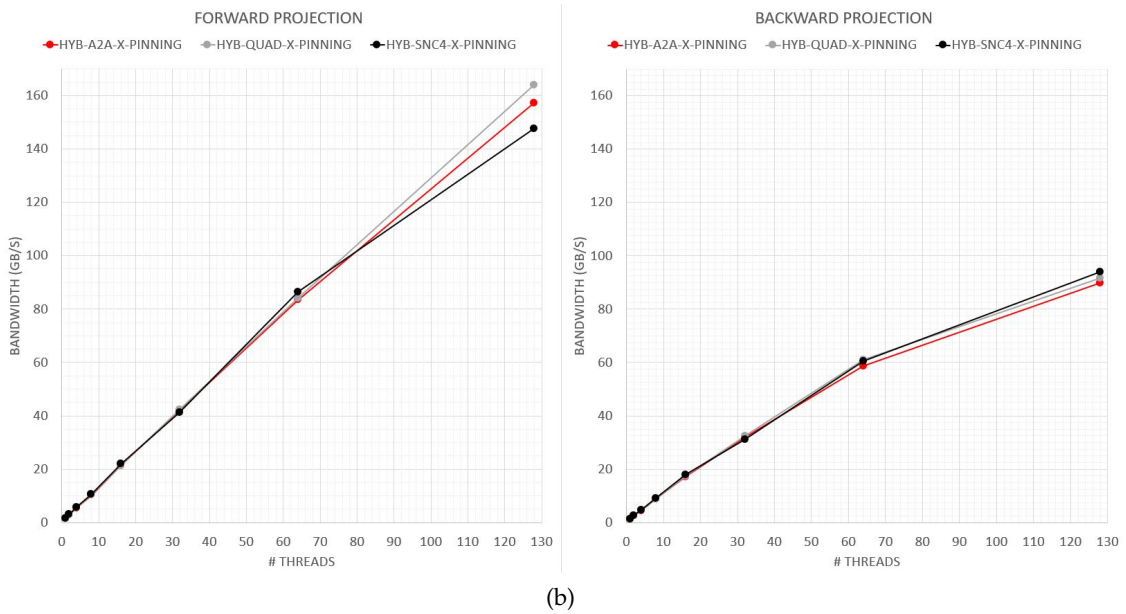 FORWARD PROJECTION
HYB-A2A-X-PINNING HYB-QUAD-X-PINNING HYB-SNC4-X-PINNING
160
140
120
100
80
60
40
20
0
BANDWIDTH (GB/S)
0 10 20 30 40 50 60 70 80 90 100 110 120 130
# THREADS
BACKWARD PROJECTION
HYB-A2A-X-PINNING HYB-QUAD-X-PINNING HYB-SNC4-X-PINNING
160
140
120
100
80
60
40
20
0
BANDWIDTH (GB/S)
0 10 20 30 40 50 60 70 80 90 100 110 120 130
# THREADS
(b)